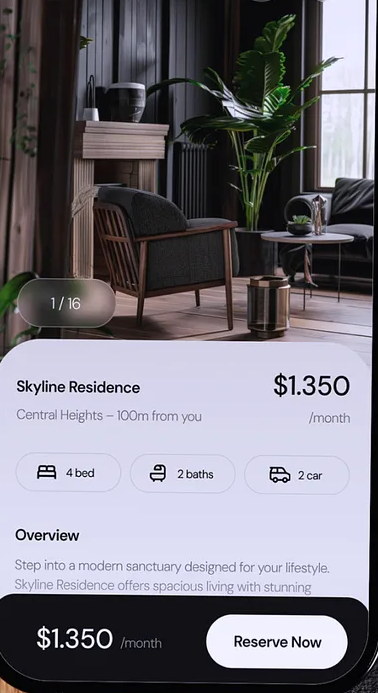 1 / 16
Skyline Residence
$1.350
Central Heights – 100m from you
/month
4 bed
2 baths
2 car
Overview
Step into a modern sanctuary designed for your lifestyle.
Skyline Residence offers spacious living with stunning
$1.350 /month
Reserve Now